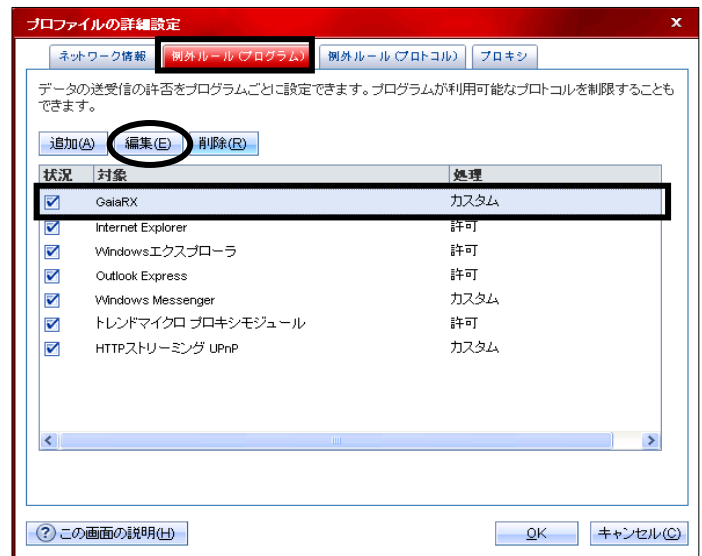 プロファイルの詳細設定
x
ネットワーク情報 例外ルール(プログラム) 例外ルール(プロトコル) プロキシ
データの送受信の許否をプログラムごとに設定できます。プログラムが利用可能なプロトコルを制限することも
できます。
追加(A) 編集(E) 削除(R)
状況 対象 処理
GaiaRX カスタム
Internet Explorer 許可
Windowsエクスプローラ 許可
Outlook Express 許可
Windows Messenger カスタム
トレンドマイクロ プロキシモジュール 許可
HTTPストリーミング UPnP カスタム
?この画面の説明(H) OK キャンセル(C)